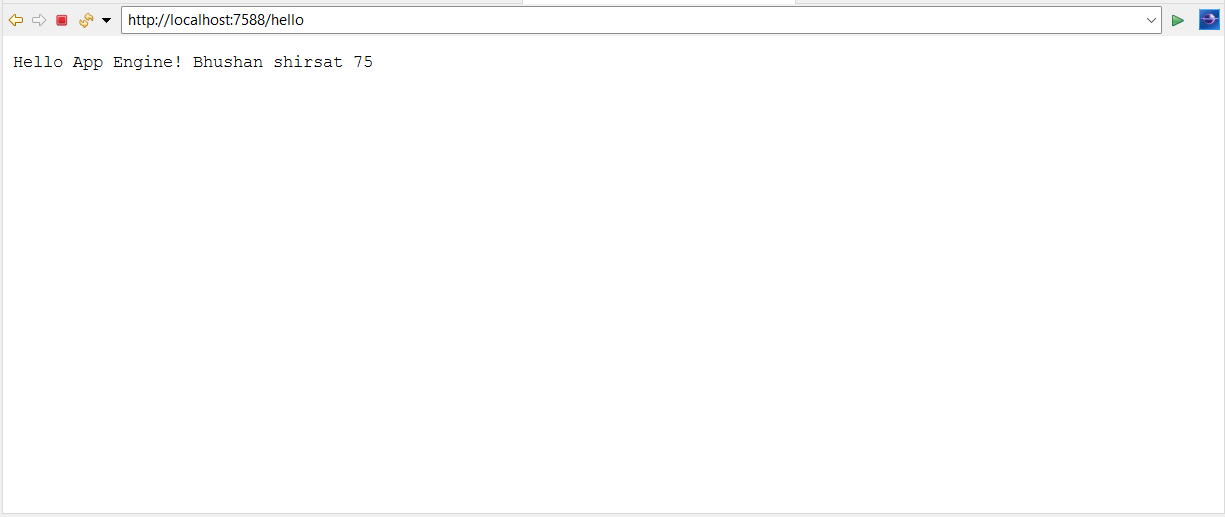 http://localhost:7588/hello
Hello App Engine! Bhushan shirsat 75